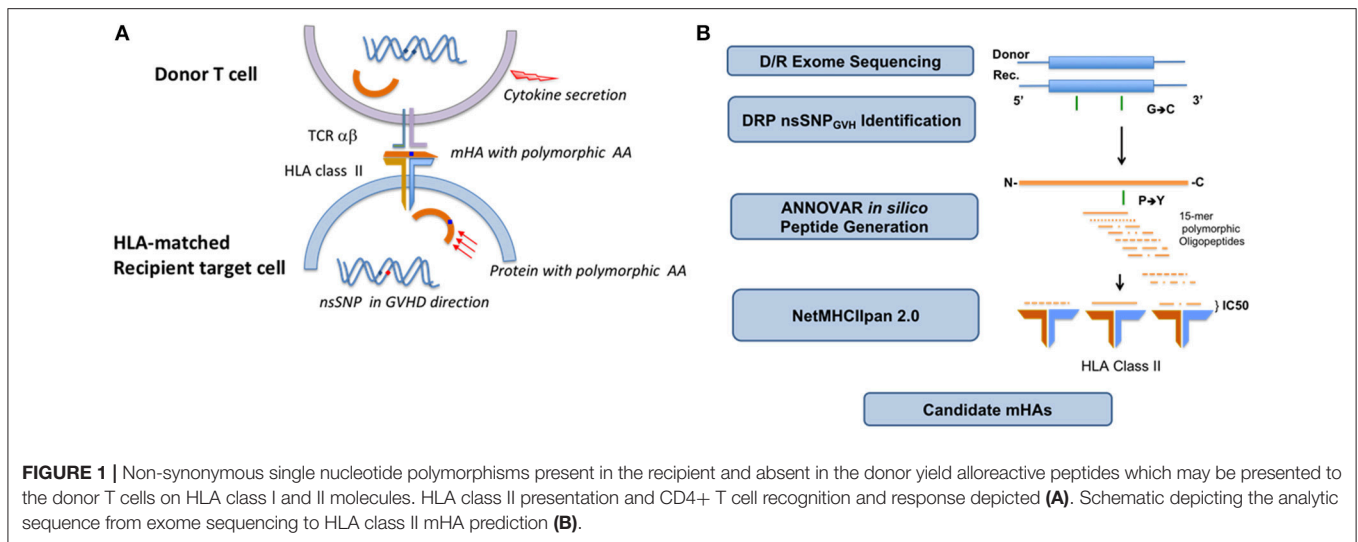 A
Donor T cell
Cytokine secretion
TCR αβ
mHA with polymorphic AA
HLA class II
HLA-matched
Recipient target cell
Protein with polymorphic AA
nsSNP in GVHD direction
B
D/R Exome Sequencing
DRP nsSNPGVH Identification
ANNOVAR in silico
Peptide Generation
NetMHCIIpan 2.0
Candidate mHAs
Donor
Rec.
5'
3'
G→C
N-
-C
P→Y
15-mer
polymorphic
Oligopeptides
} IC50
HLA Class II
FIGURE 1 | Non-synonymous single nucleotide polymorphisms present in the recipient and absent in the donor yield alloreactive peptides which may be presented to
the donor T cells on HLA class I and II molecules. HLA class II presentation and CD4+ T cell recognition and response depicted (A). Schematic depicting the analytic
sequence from exome sequencing to HLA class II mHA prediction (B).